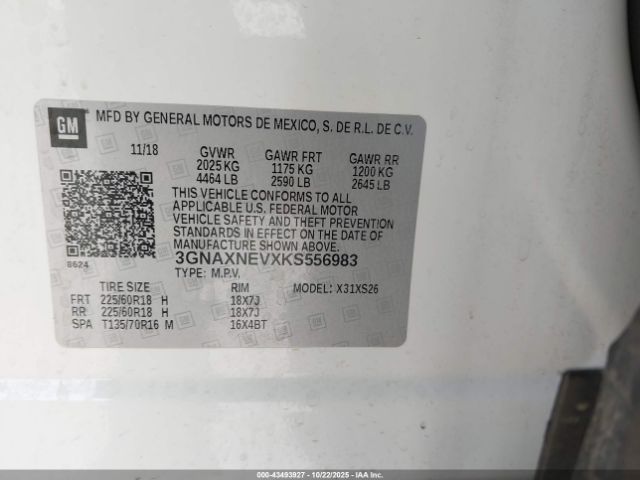 GM
MFD BY GENERAL MOTORS DE MEXICO, S. DE R.L. DE C.V.
11/18 GVWR GAWR FRT GAWR RR
2025 KG 1175 KG 1200 KG
4464 LB 2590 LB 2645 LB
THIS VEHICLE CONFORMS TO ALL
APPLICABLE U.S. FEDERAL MOTOR
VEHICLE SAFETY AND THEFT PREVENTION
STANDARDS IN EFFECT ON THE DATE OF
MANUFACTURE SHOWN ABOVE.
8624 3GNAXNEVXKS556983
TYPE: M.P.V.
TIRE SIZE RIM MODEL: X31XS26
FRT 225/60R18 H 18X7J
RR 225/60R18 H 18X7J
SPA T135/70R16 M 16X4BT
000-43493927 - 10/22/2025 - IAAI.COM